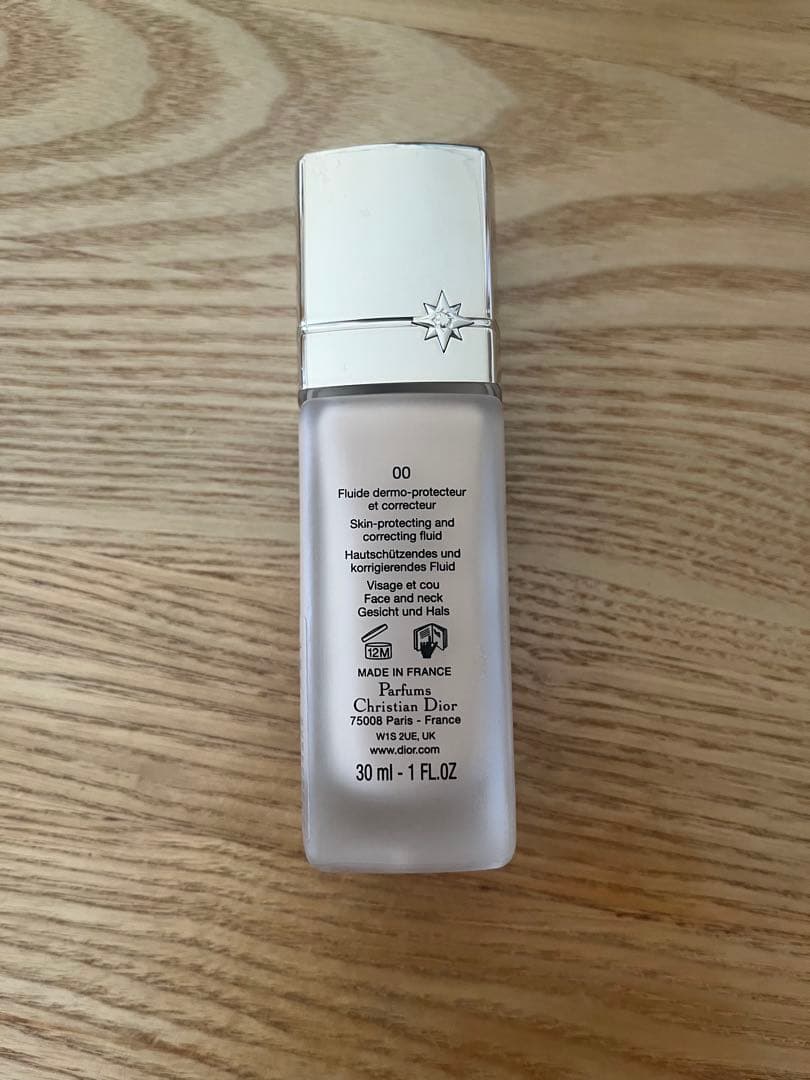 00
Fluide dermo-protecteur
et correcteur
Skin-protecting and
correcting fluid
Hautschützendes und
korrigierendes Fluid
Visage et cou
Face and neck
Gesicht und Hals
12M
MADE IN FRANCE
Parfums
Christian Dior
75008 Paris - France
W1S 2UE, UK
www.dior.com
30 ml - 1 FL.OZ